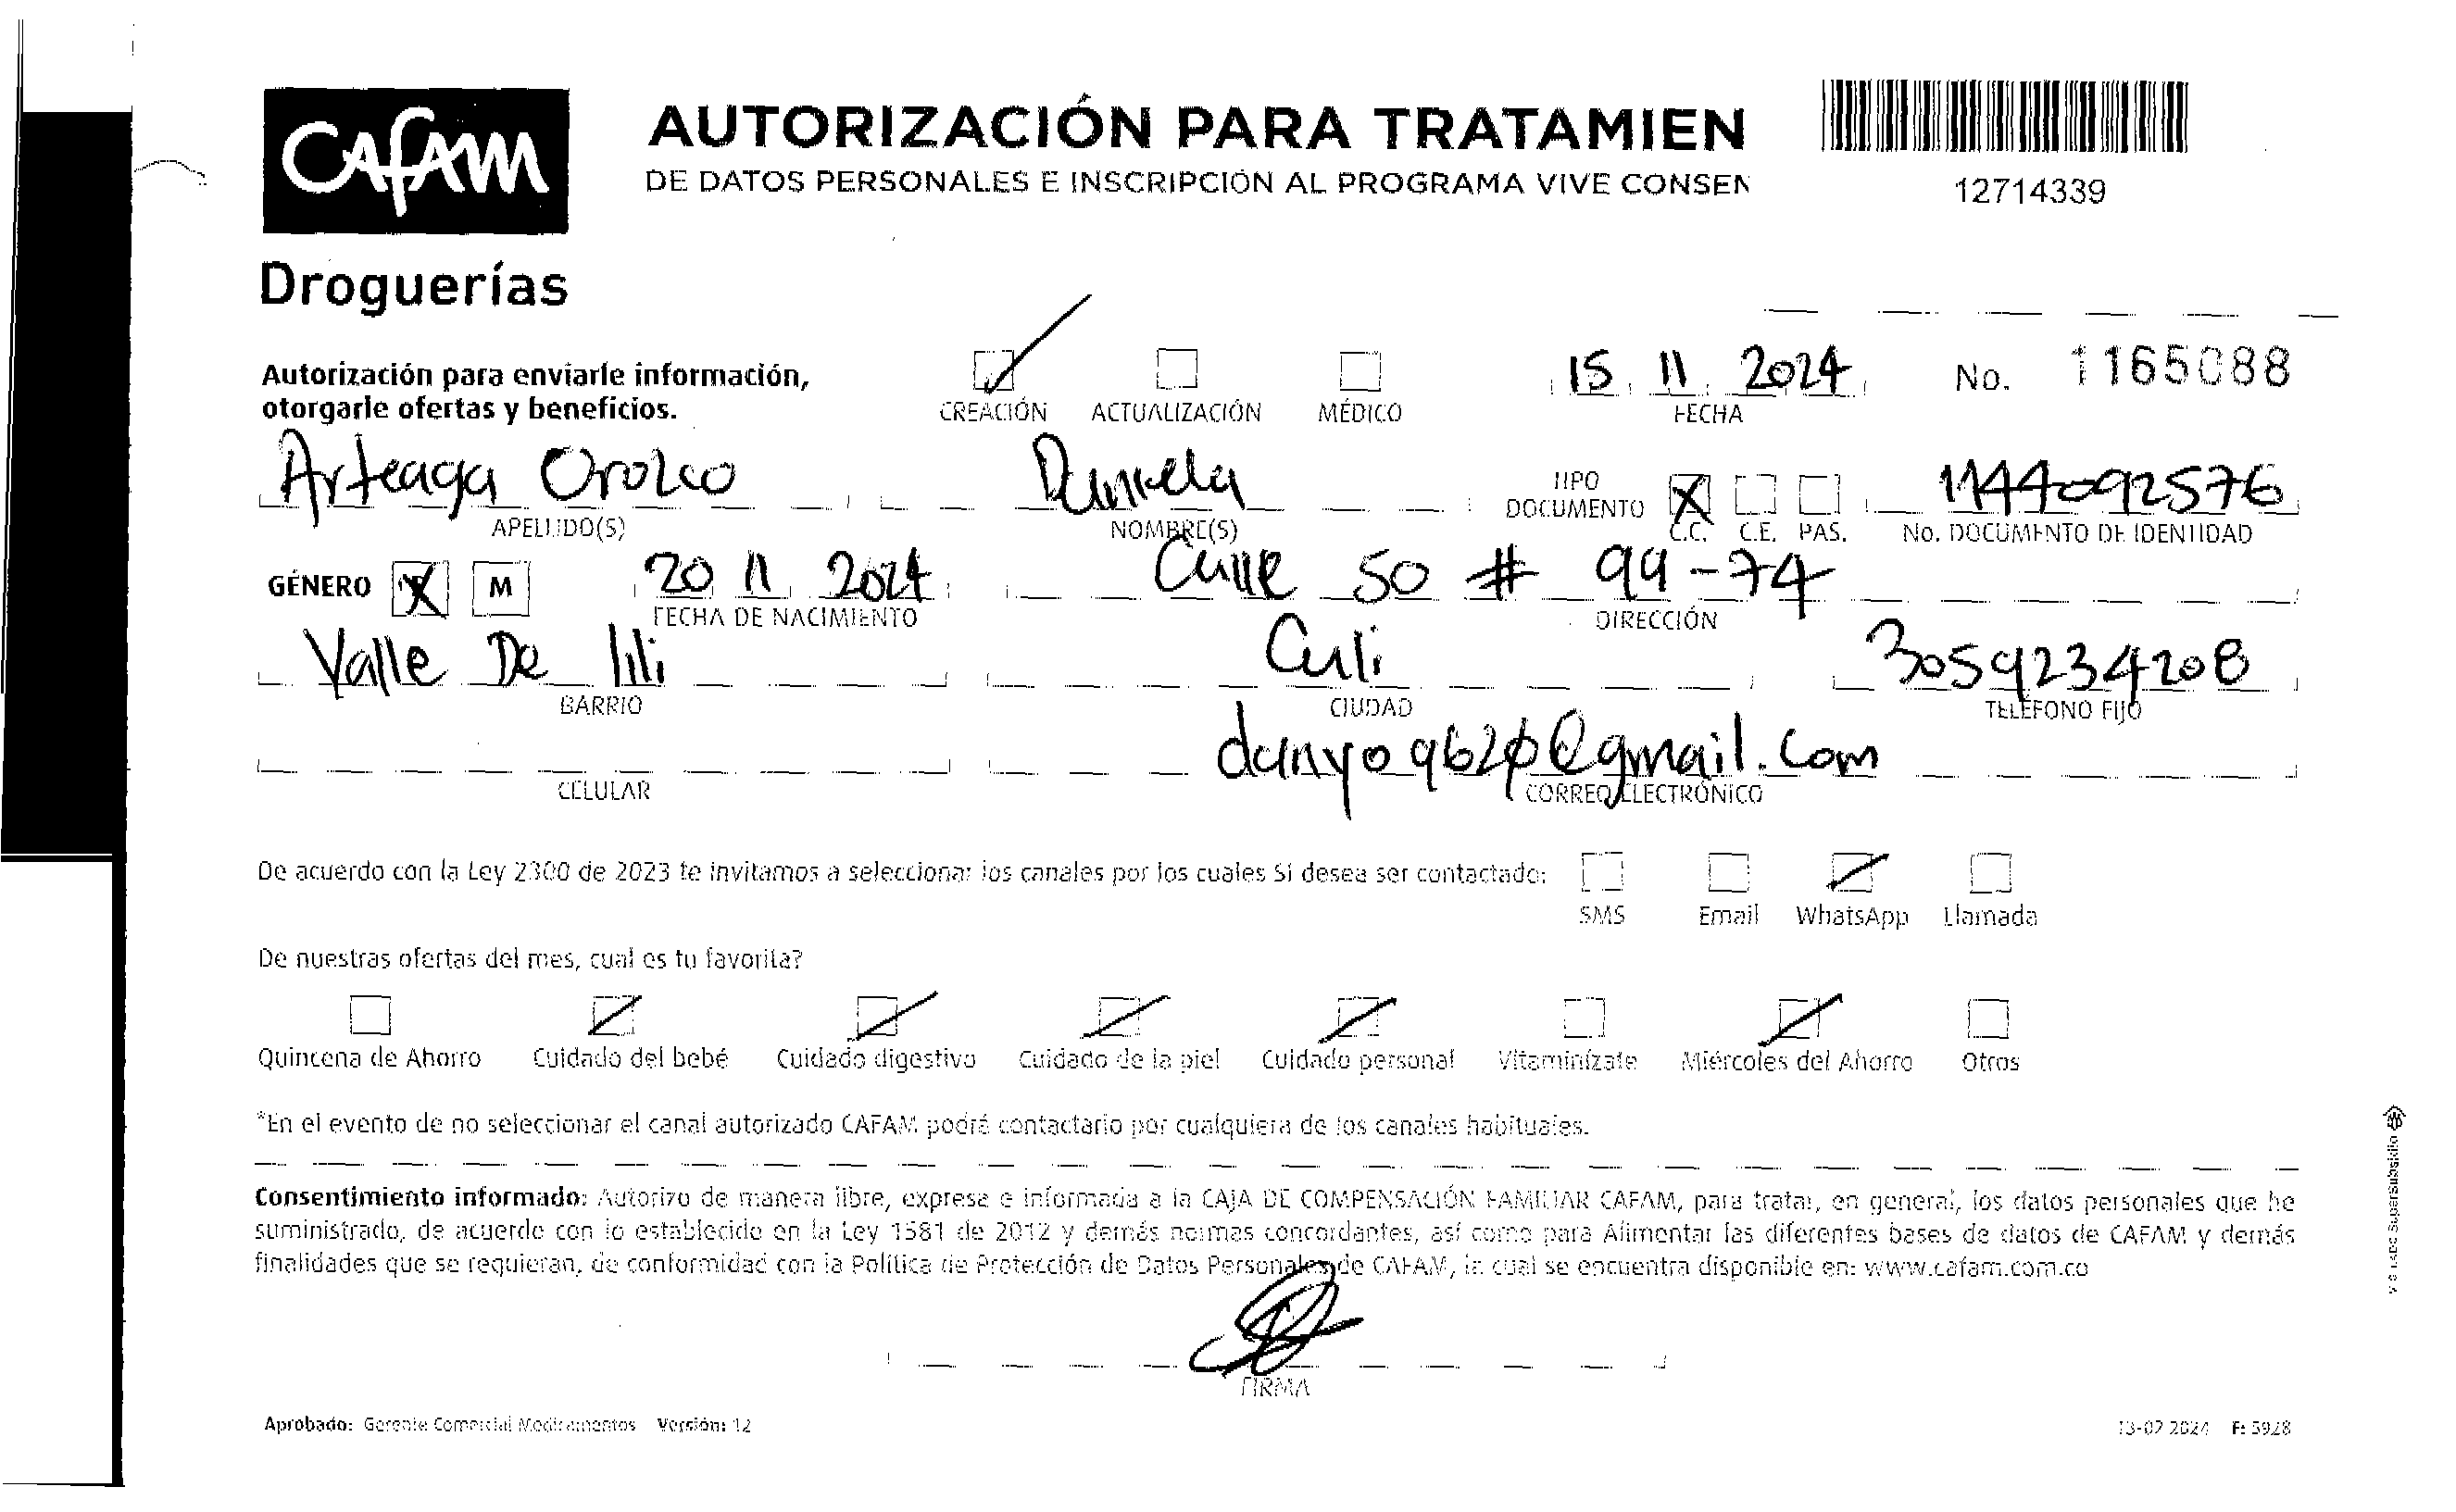 CAFAM
AUTORIZACIÓN PARA TRATAMIEN
DE DATOS PERSONALES E INSCRIPCIÓN AL PROGRAMA VIVE CONSEN
12714339
Droguerías
Autorización para enviarle información,
otorgarle ofertas y beneficios.
CREACIÓN ACTUALIZACIÓN MÉDICO
15 11 2024
FECHA
No. 1165088
Arteaga Orozco
APELLIDO(S)
Daniela
NOMBRE(S)
TIPO DOCUMENTO X C.C. C.E. PAS.
1144092576
No. DOCUMENTO DE IDENTIDAD
GÉNERO X M
20 11 2024
FECHA DE NACIMIENTO
Calle 50 # 99-74
DIRECCIÓN
Valle De lili
BARRIO
Cali
CIUDAD
3059234208
TELÉFONO FIJO
CELULAR
danyo9620@gmail.com
CORREO ELECTRÓNICO
De acuerdo con la Ley 2300 de 2023 te invitamos a seleccionar los canales por los cuales Sí desea ser contactado:
SMS Email WhatsApp Llamada
De nuestras ofertas del mes, cual es tu favorita?
Quincena de Ahorro Cuidado del bebé Cuidado digestivo Cuidado de la piel Cuidado personal Vitaminízate Miércoles del Ahorro Otros
*En el evento de no seleccionar el canal autorizado CAFAM podrá contactarlo por cualquiera de los canales habituales.
Consentimiento informado: Autorizo de manera libre, expresa e informada a la CAJA DE COMPENSACIÓN FAMILIAR CAFAM, para tratar, en general, los datos personales que he
suministrado, de acuerdo con lo establecido en la Ley 1581 de 2012 y demás normas concordantes, así como para Alimentar las diferentes bases de datos de CAFAM y demás
finalidades que se requieran, de conformidad con la Política de Protección de Datos Personales de CAFAM, la cual se encuentra disponible en: www.cafam.com.co
FIRMA
Aprobado: Gerente Comercial Medicamentos Versión: 12
13-02 2024 F: 5928
VIGILADO Supersubsidio